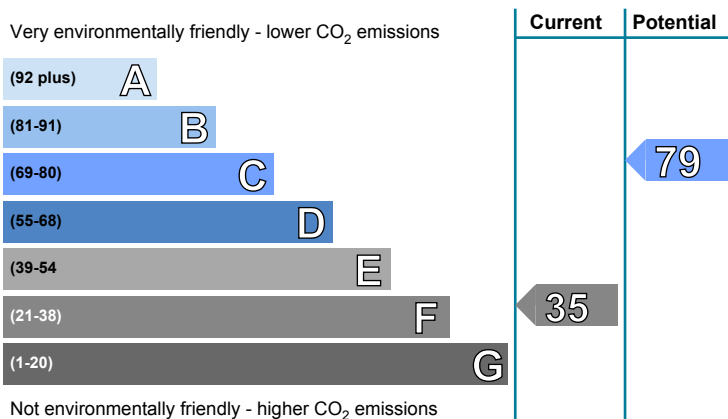 Very environmentally friendly - lower CO2 emissions
Current
Potential
(92 plus) A
(81-91) B
(69-80) C
79
(55-68) D
(39-54 E
(21-38) F
35
(1-20) G
Not environmentally friendly - higher CO2 emissions